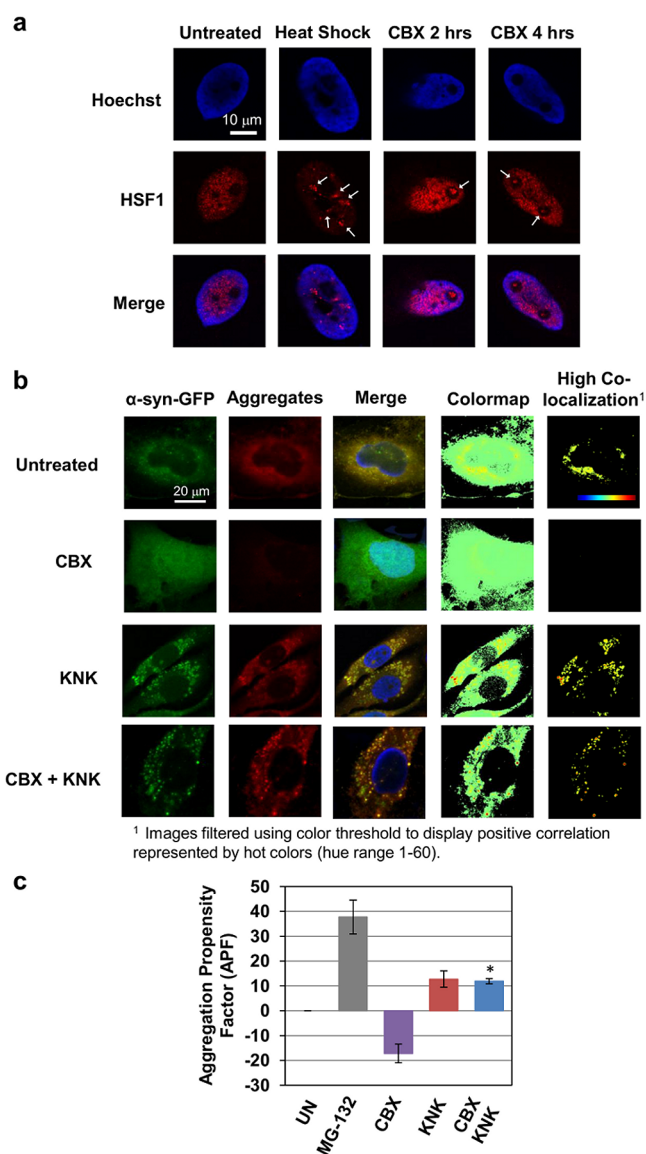 a
Untreated Heat Shock CBX 2 hrs CBX 4 hrs
Hoechst
10 μm
HSF1
Merge
b
α-syn-GFP Aggregates Merge Colormap High Co-
localization¹
Untreated
20 μm
CBX
KNK
CBX + KNK
¹ Images filtered using color threshold to display positive correlation
represented by hot colors (hue range 1-60).
c
Aggregation Propensity
Factor (APF)
50
40
30
20
10
0
-10
-20
-30
*
UN MG-132 CBX KNK CBX
KNK